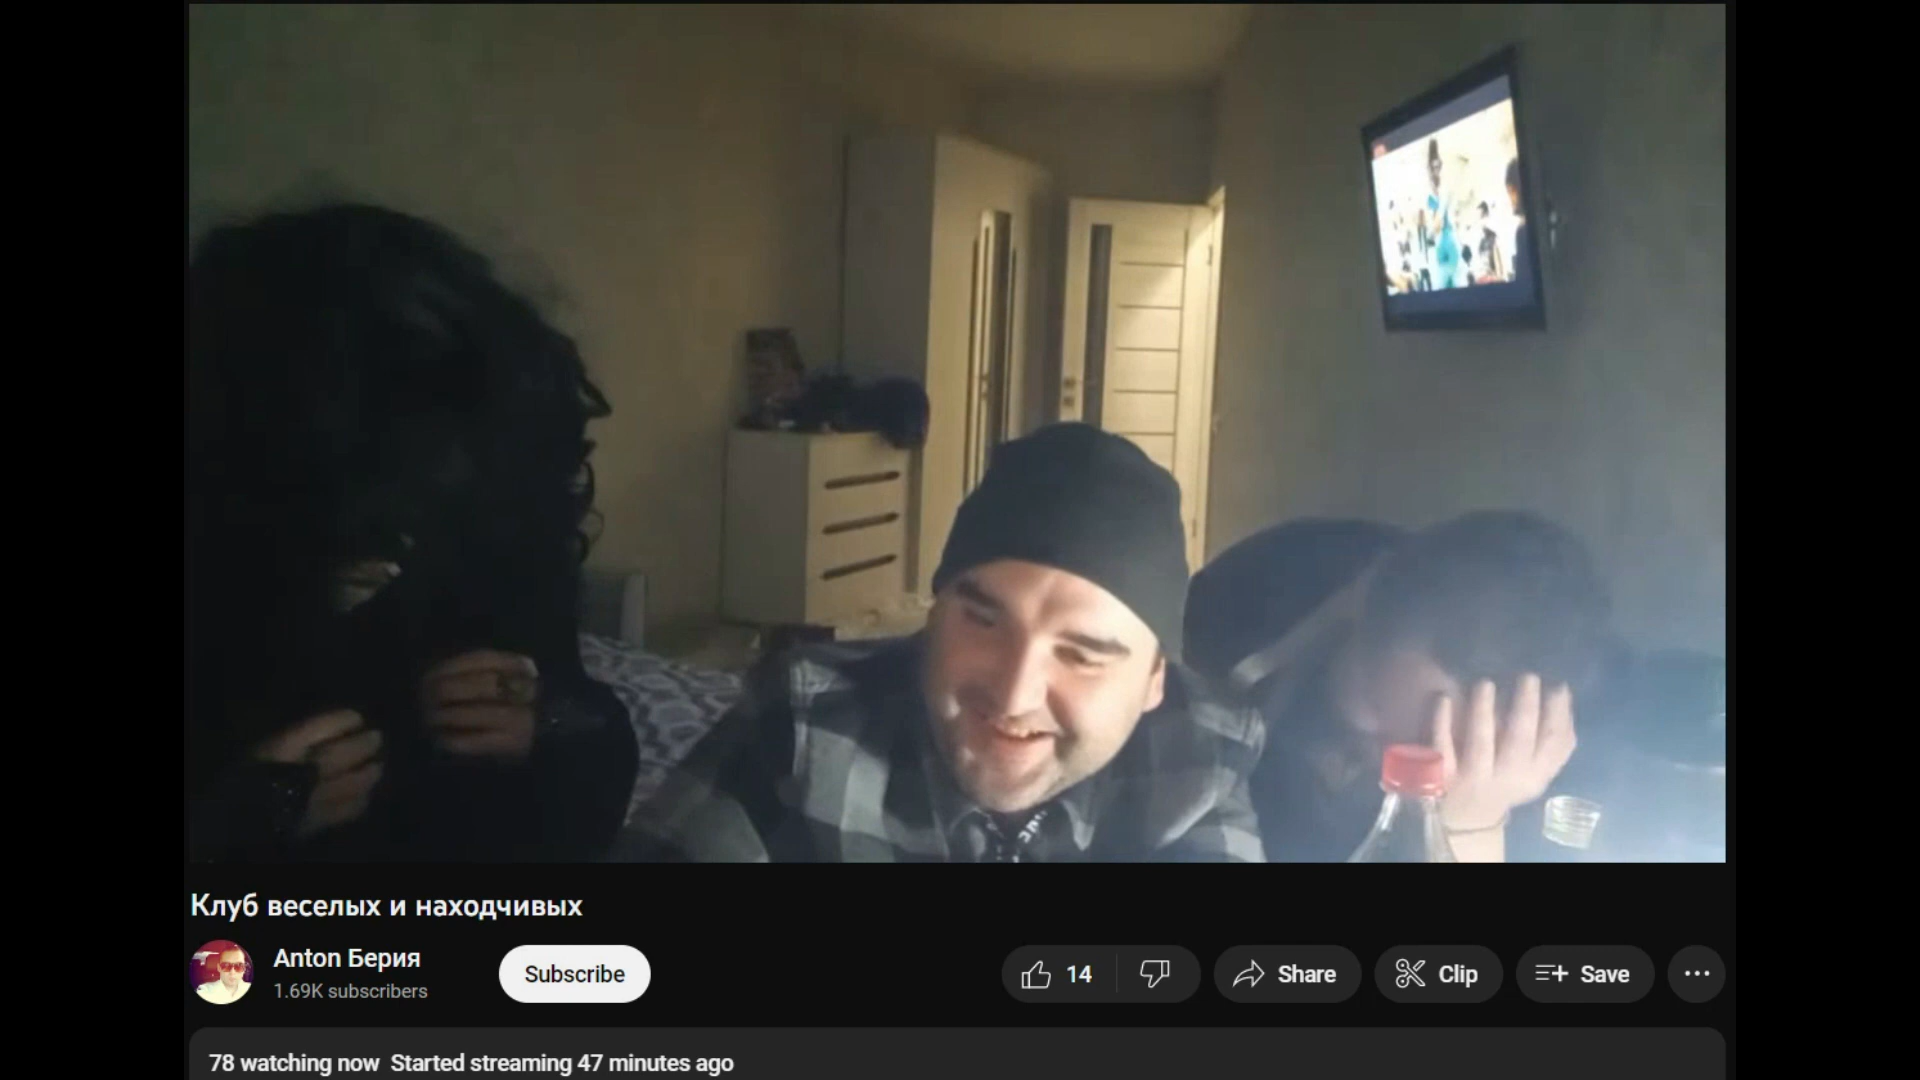 Клуб веселых и находчивых
Anton Берия
1.69K subscribers
Subscribe
14
Share
Clip
Save
78 watching now Started streaming 47 minutes ago